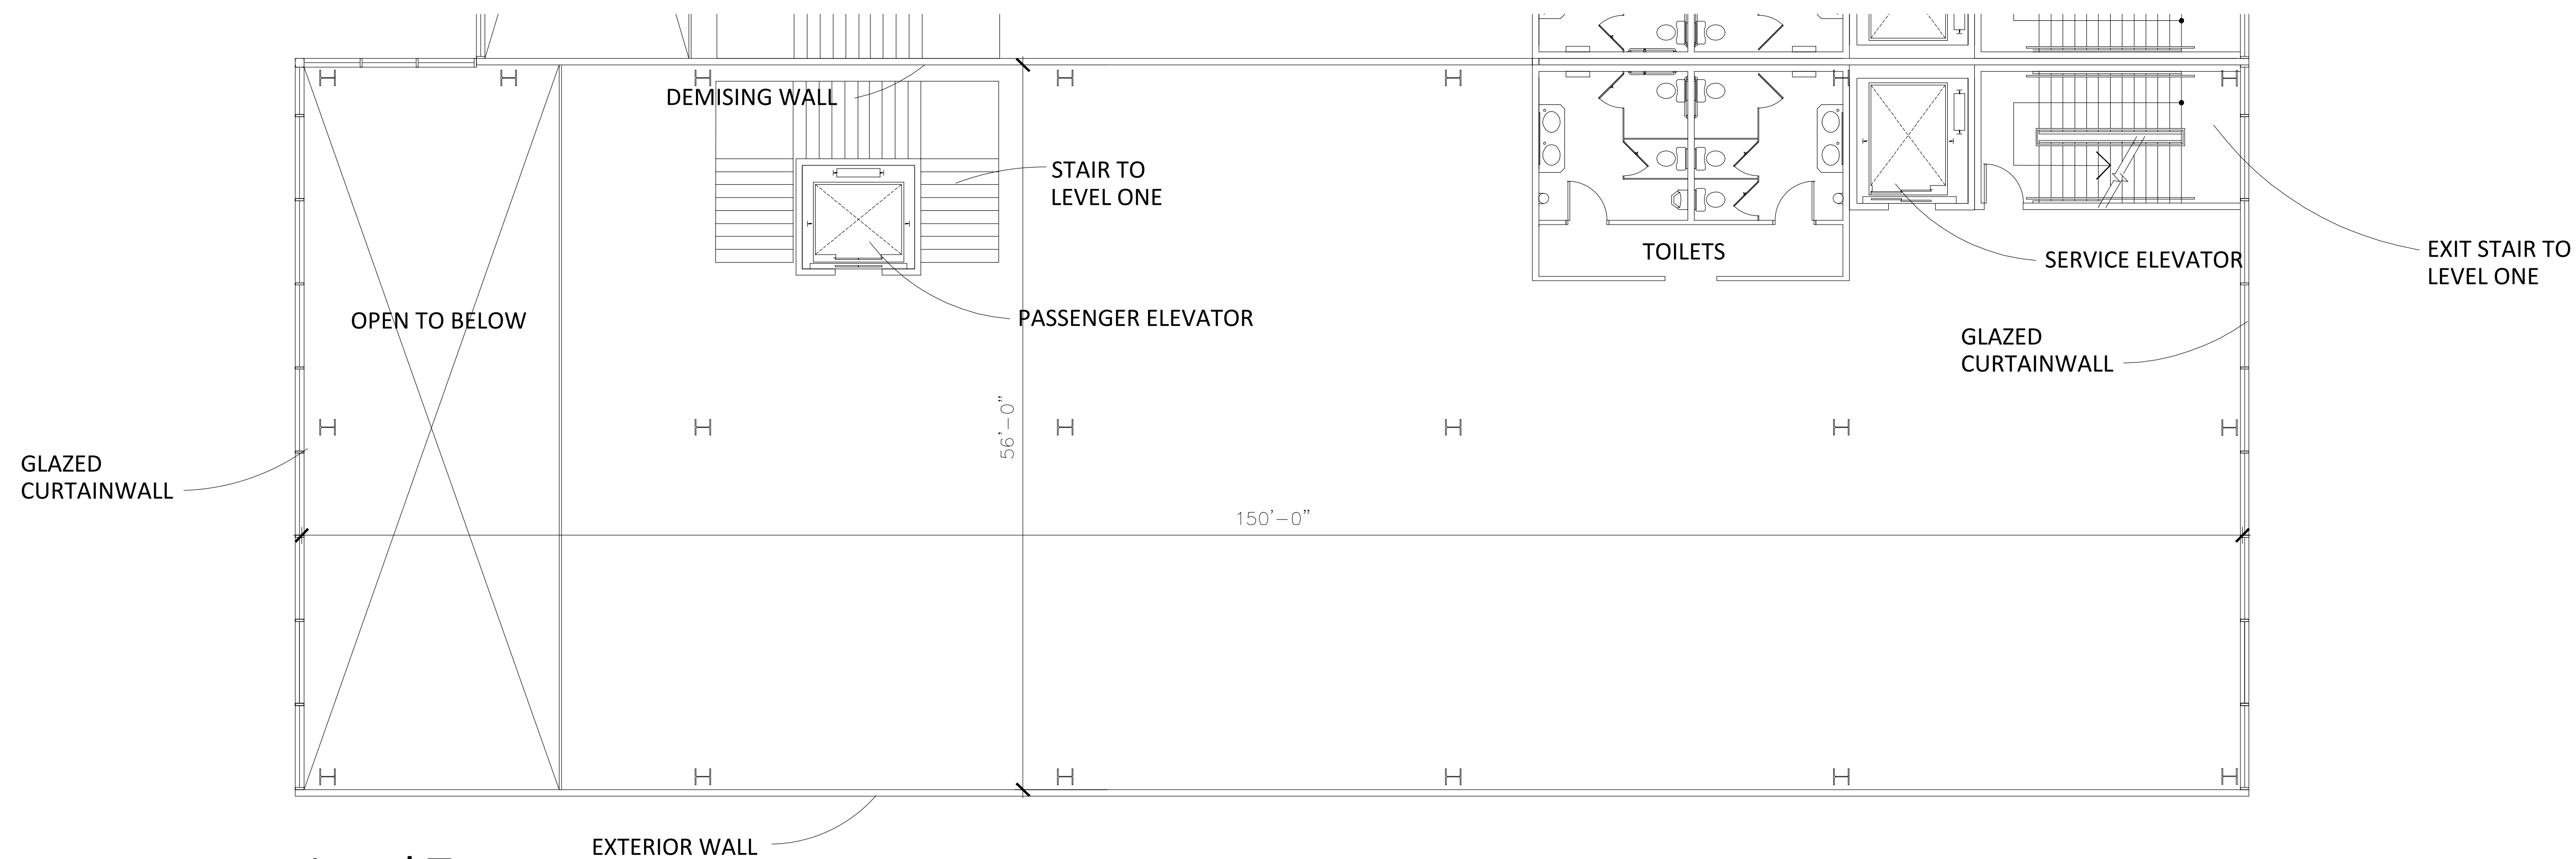 DEMISING WALL
STAIR TO
LEVEL ONE
TOILETS
SERVICE ELEVATOR
EXIT STAIR TO
LEVEL ONE
OPEN TO BELOW
PASSENGER ELEVATOR
GLAZED
CURTAINWALL
56'-0"
GLAZED
CURTAINWALL
150'-0"
EXTERIOR WALL